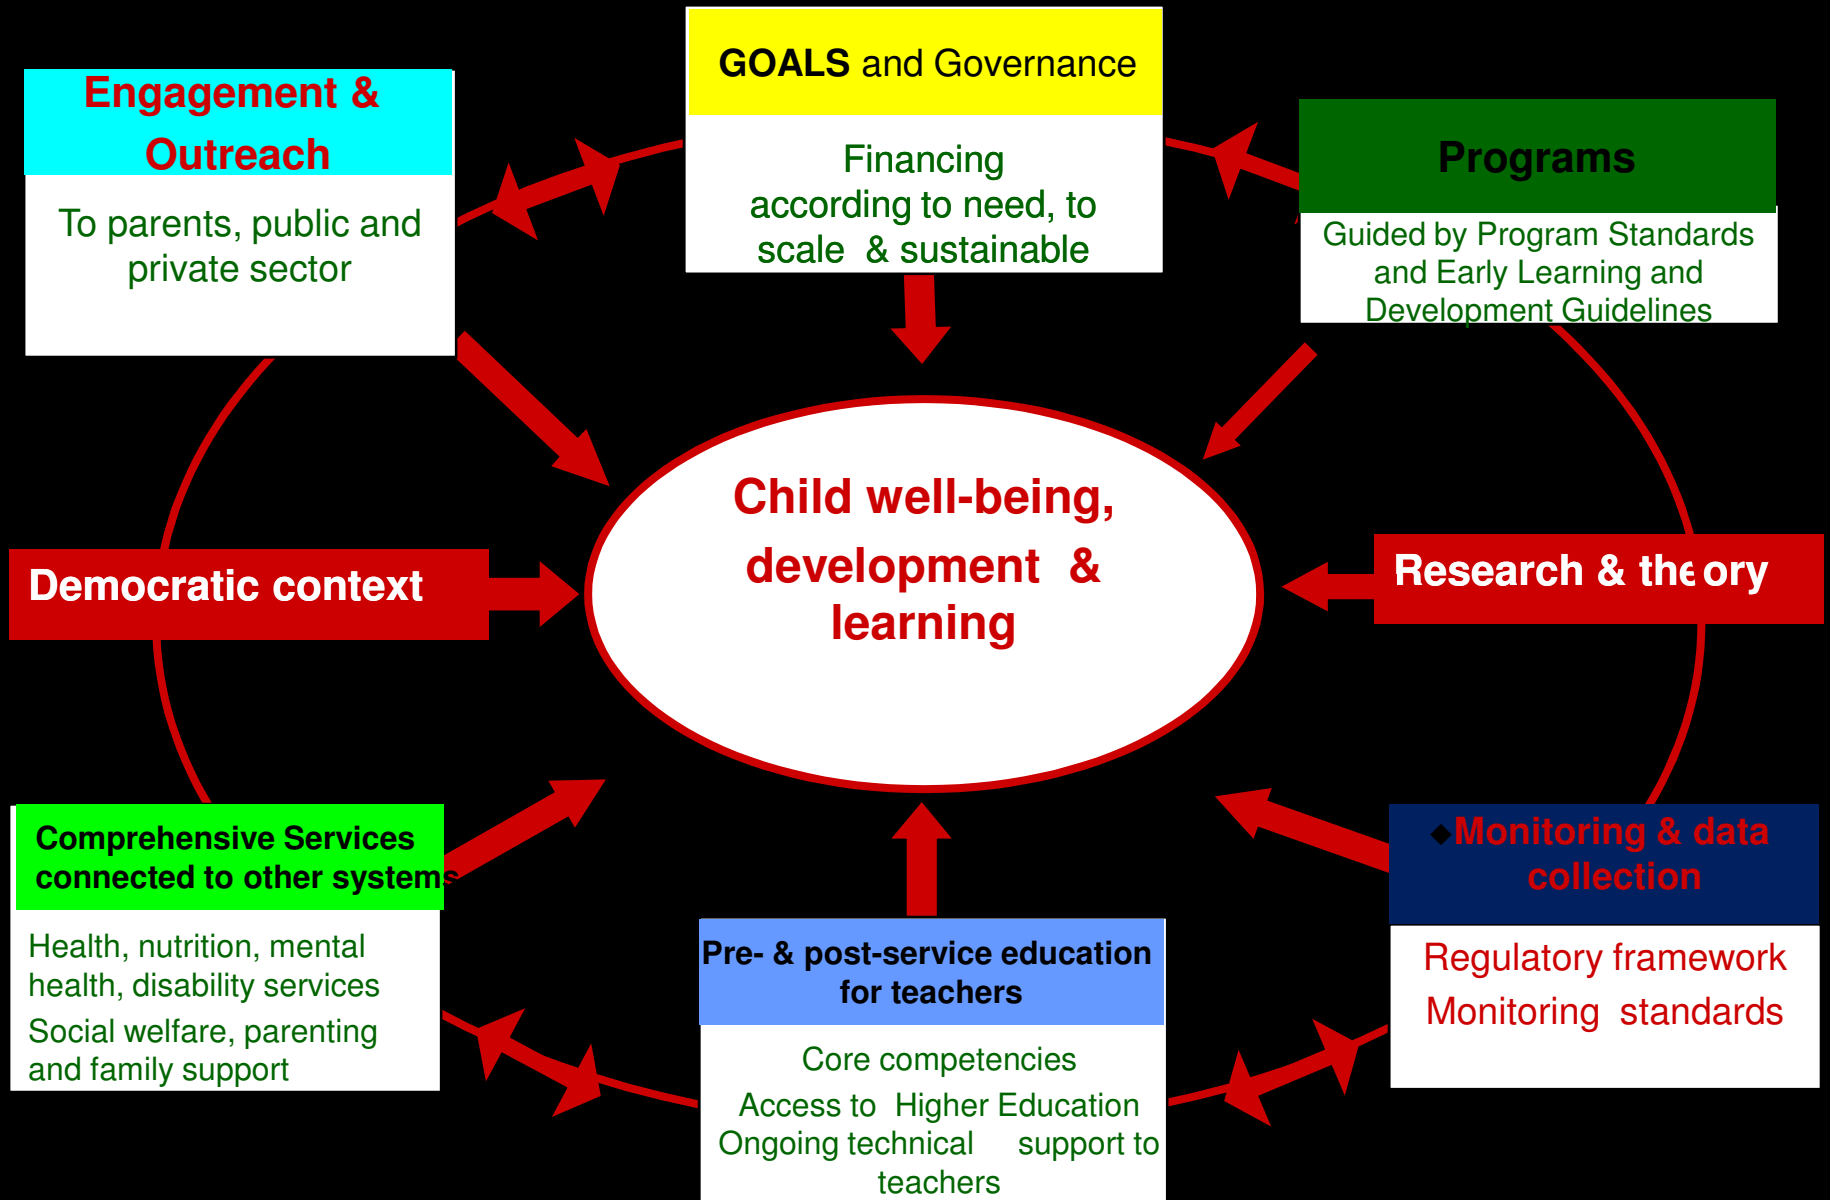 GOALS and Governance
Financing
according to need, to
scale & sustainable
Engagement &
Outreach
To parents, public and
private sector
Programs
Guided by Program Standards
and Early Learning and
Development Guidelines
Child well-being,
development &
learning
Democratic context
Research & theory
Comprehensive Services
connected to other systems
Health, nutrition, mental
health, disability services
Social welfare, parenting
and family support
Pre- & post-service education
for teachers
Core competencies
Access to Higher Education
Ongoing technical support to
teachers
◆Monitoring & data
collection
Regulatory framework
Monitoring standards